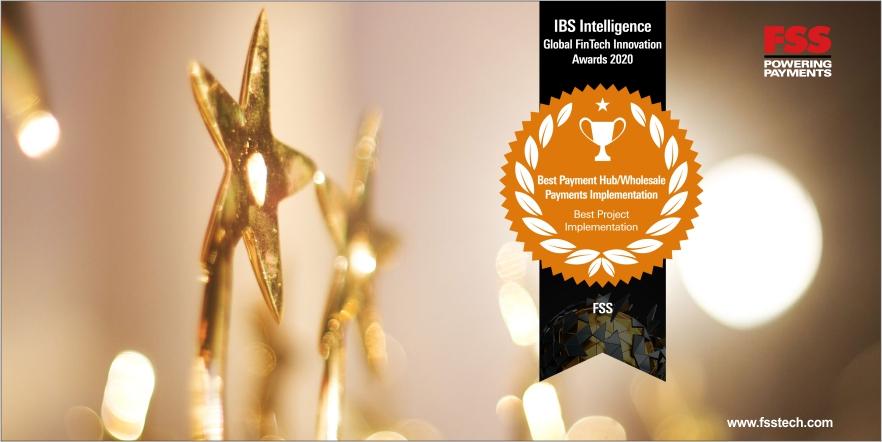 IBS Intelligence
Global FinTech Innovation
Awards 2020
FSS
POWERING
PAYMENTS
Best Payment Hub/Wholesale
Payments Implementation
Best Project
Implementation
FSS
www.fsstech.com